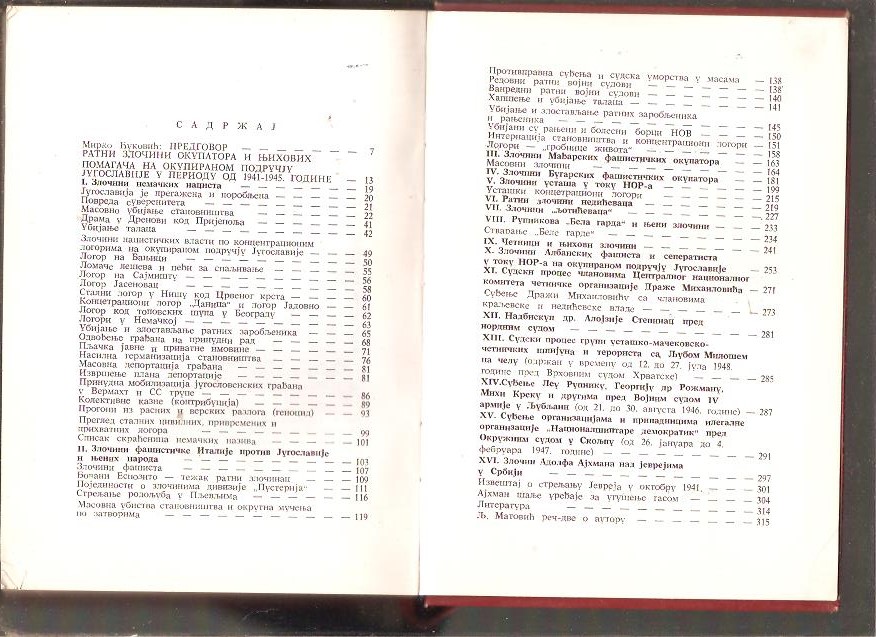 САДРЖАЈ
Мирко Вуковић: ПРЕДГОВОР — — — — — — — 7
РАТНИ ЗЛОЧИНИ ОКУПАТОРА И ЊИХОВИХ
ПОМАГАЧА НА ОКУПИРАНОМ ПОДРУЧЈУ
ЈУГОСЛАВИЈЕ У ПЕРИОДУ ОД 1941-1945. ГОДИНЕ — 13
I. Злочини немачких нациста — — — — — — 19
Југославија је прегажена и поробљена — — — — 20
Повреда суверенитета — — — — — — — 21
Масовно убијање становништва — — — — — 22
Драма у Дренови код Пријепоља — — — — — 41
Убијање талаца — — — — — — — — 42
Злочини нацистичких власти по концентрационим
логорима на окупираном подручју Југославије — — — 49
Логор на Бањици — — — — — — — — 50
Ломаче лешева и пећи за спаљивање — — — — 55
Логор на Сајмишту — — — — — — — — 56
Логор Јасеновац — — — — — — — — 58
Стални логор у Нишу код Црвеног крста — — — — 60
Концетрациони логор „Даница" и логор Јадовно — — 61
Логор код топовских шупа у Београду — — — — 62
Логори у Немачкој — — — — — — — — 63
Убијање и злостављање ратних заробљеника — — — 65
Одвођење грађана на принудни рад — — — — 68
Пљачка јавне и приватне имовине — — — — — 71
Насилна германизација становништва — — — — 76
Масовна депортација грађана — — — — — — 81
Извршени плана депортације — — — — — — 81
Принудна мобилизација југословенских грађана
у Вермахт и СС трупе — — — — — — — 86
Колективне казне (контрибуција) — — — — — 89
Прогони из расних и верских разлога (геноцид) — — 93
Преглед сталних цивилних, привремених и
прихватних логора — — — — — — — — 99
Списак скраћеница немачких назива — — — — 101
II. Злочини фашистичке Италије против Југославије
и њених народа — — — — — — — — 103
Злочини фашиста — — — — — — — — 107
Бочани Еспозито — тежак ратни злочинац — — — 109
Појединости о злочинима дивизије „Пустерија" — — 111
Стрељање родољуба у Пљевљима — — — — — 116
Масовна убиства становништва и окрутна мучења
по затворима — — — — — — — — — 119
Противправна суђења и судска уморства у масама — 138
Редовни ратни војни судови — — — — — — 138
Ванредни ратни војни судови — — — — — — 140
Хапшење и убијање талаца — — — — — — 141
Убијање и злостављање ратних заробљеника
и рањеника — — — — — — — — — 145
Убијани су рањени и болесни борци НОВ — — — 150
Интернација становништва и концентрациони логори — 151
Логори — „гробнице живота" — — — — — — 158
III. Злочини Мађарских фашистичких окупатора — 163
Масовни злочини — — — — — — — — 164
IV. Злочини Бугарских фашистичких окупатора — 181
V. Злочини усташа у току НОР-а — — — — — 199
Усташки концентрациони логори — — — — — 215
VI. Ратни злочини недићеваца — — — — — — 219
VII. Злочини „Љотићеваца" — — — — — — 227
VIII. Рупникова „Бела гарда" и њени злочини — — 233
Стварање „Беле гарде" — — — — — — — 234
IX. Четници и њихови злочини — — — — — — 241
X. Злочини Албанских фашиста и сепературиста
у току НОР-а на окупираном подручју Југославије — 253
XI. Судски процес члановима Централног националног
комитета четничке организације Драже Михаиловића — 271
Суђење Дражи Михаиловићу са члановима
краљевске и недићевске владе — — — — — — 273
XII. Надбискуп др. Алојзије Степинац пред
народним судом — — — — — — — — 281
XIII. Судски процес групи усташко-мачековско-
четничких шпијуна и терориста са Љубом Милошем
на челу (одржан у времену од 12. до 27. јула 1948.
године пред Врховним судом Хрватске) — — — — 285
XIV. Суђење Леу Рупнику, Георгију др Рожману,
Михи Креку и другима пред Војним судом IV
армије у Љубљани (од 21. до 30. августа 1946. године) — 287
XV. Суђење организацијама и припадницима илегалне
организације „Националшиптаре демократик" пред
Окружним судом у Скопљу (од 26. јануара до 4.
фебруара 1947. године) — — — — — — — 291
XVI. Злочин Адолфа Ајхмана над јеврејима
у Србији — — — — — — — — — 297
Извештај о стрељању Јевреја у октобру 1941. — — 301
Ајхман шаље уређаје за угушење гасом — — — — 304
Литература — — — — — — — — — 314
Љ. Матовић реч-две о аутору — — — — — — 315